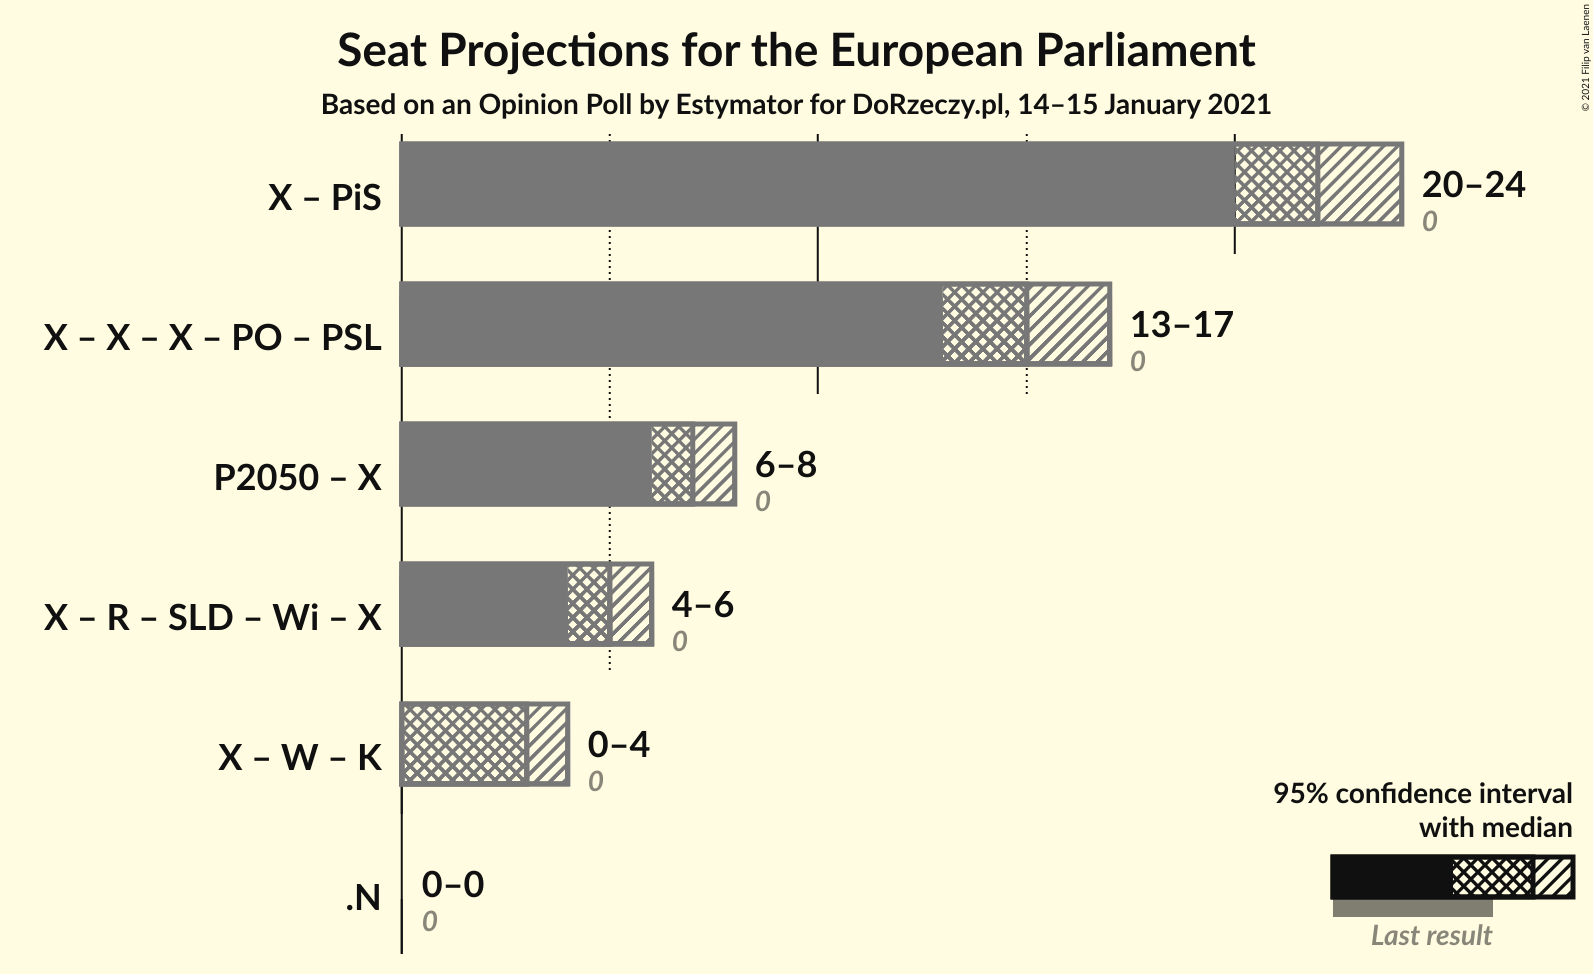 Seat Projections for the European Parliament
Based on an Opinion Poll by Estymator for DoRzeczy.pl, 14–15 January 2021
© 2021 Filip van Laenen
X – PiS
20–24
0
X – X – X – PO – PSL
13–17
0
P2050 – X
6–8
0
X – R – SLD – Wi – X
4–6
0
X – W – K
0–4
0
.N
0–0
0
95% confidence interval
with median
Last result